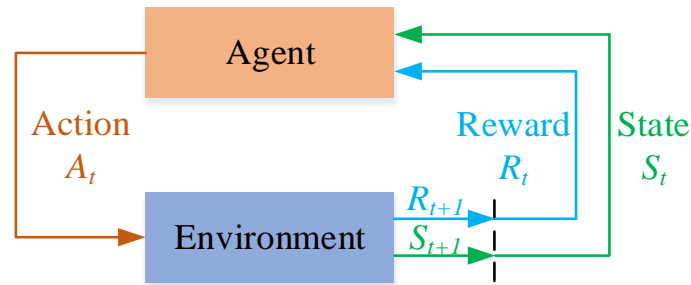 Agent
Action
A_t
Reward
R_t
State
S_t
R_{t+1}
Environment
S_{t+1}